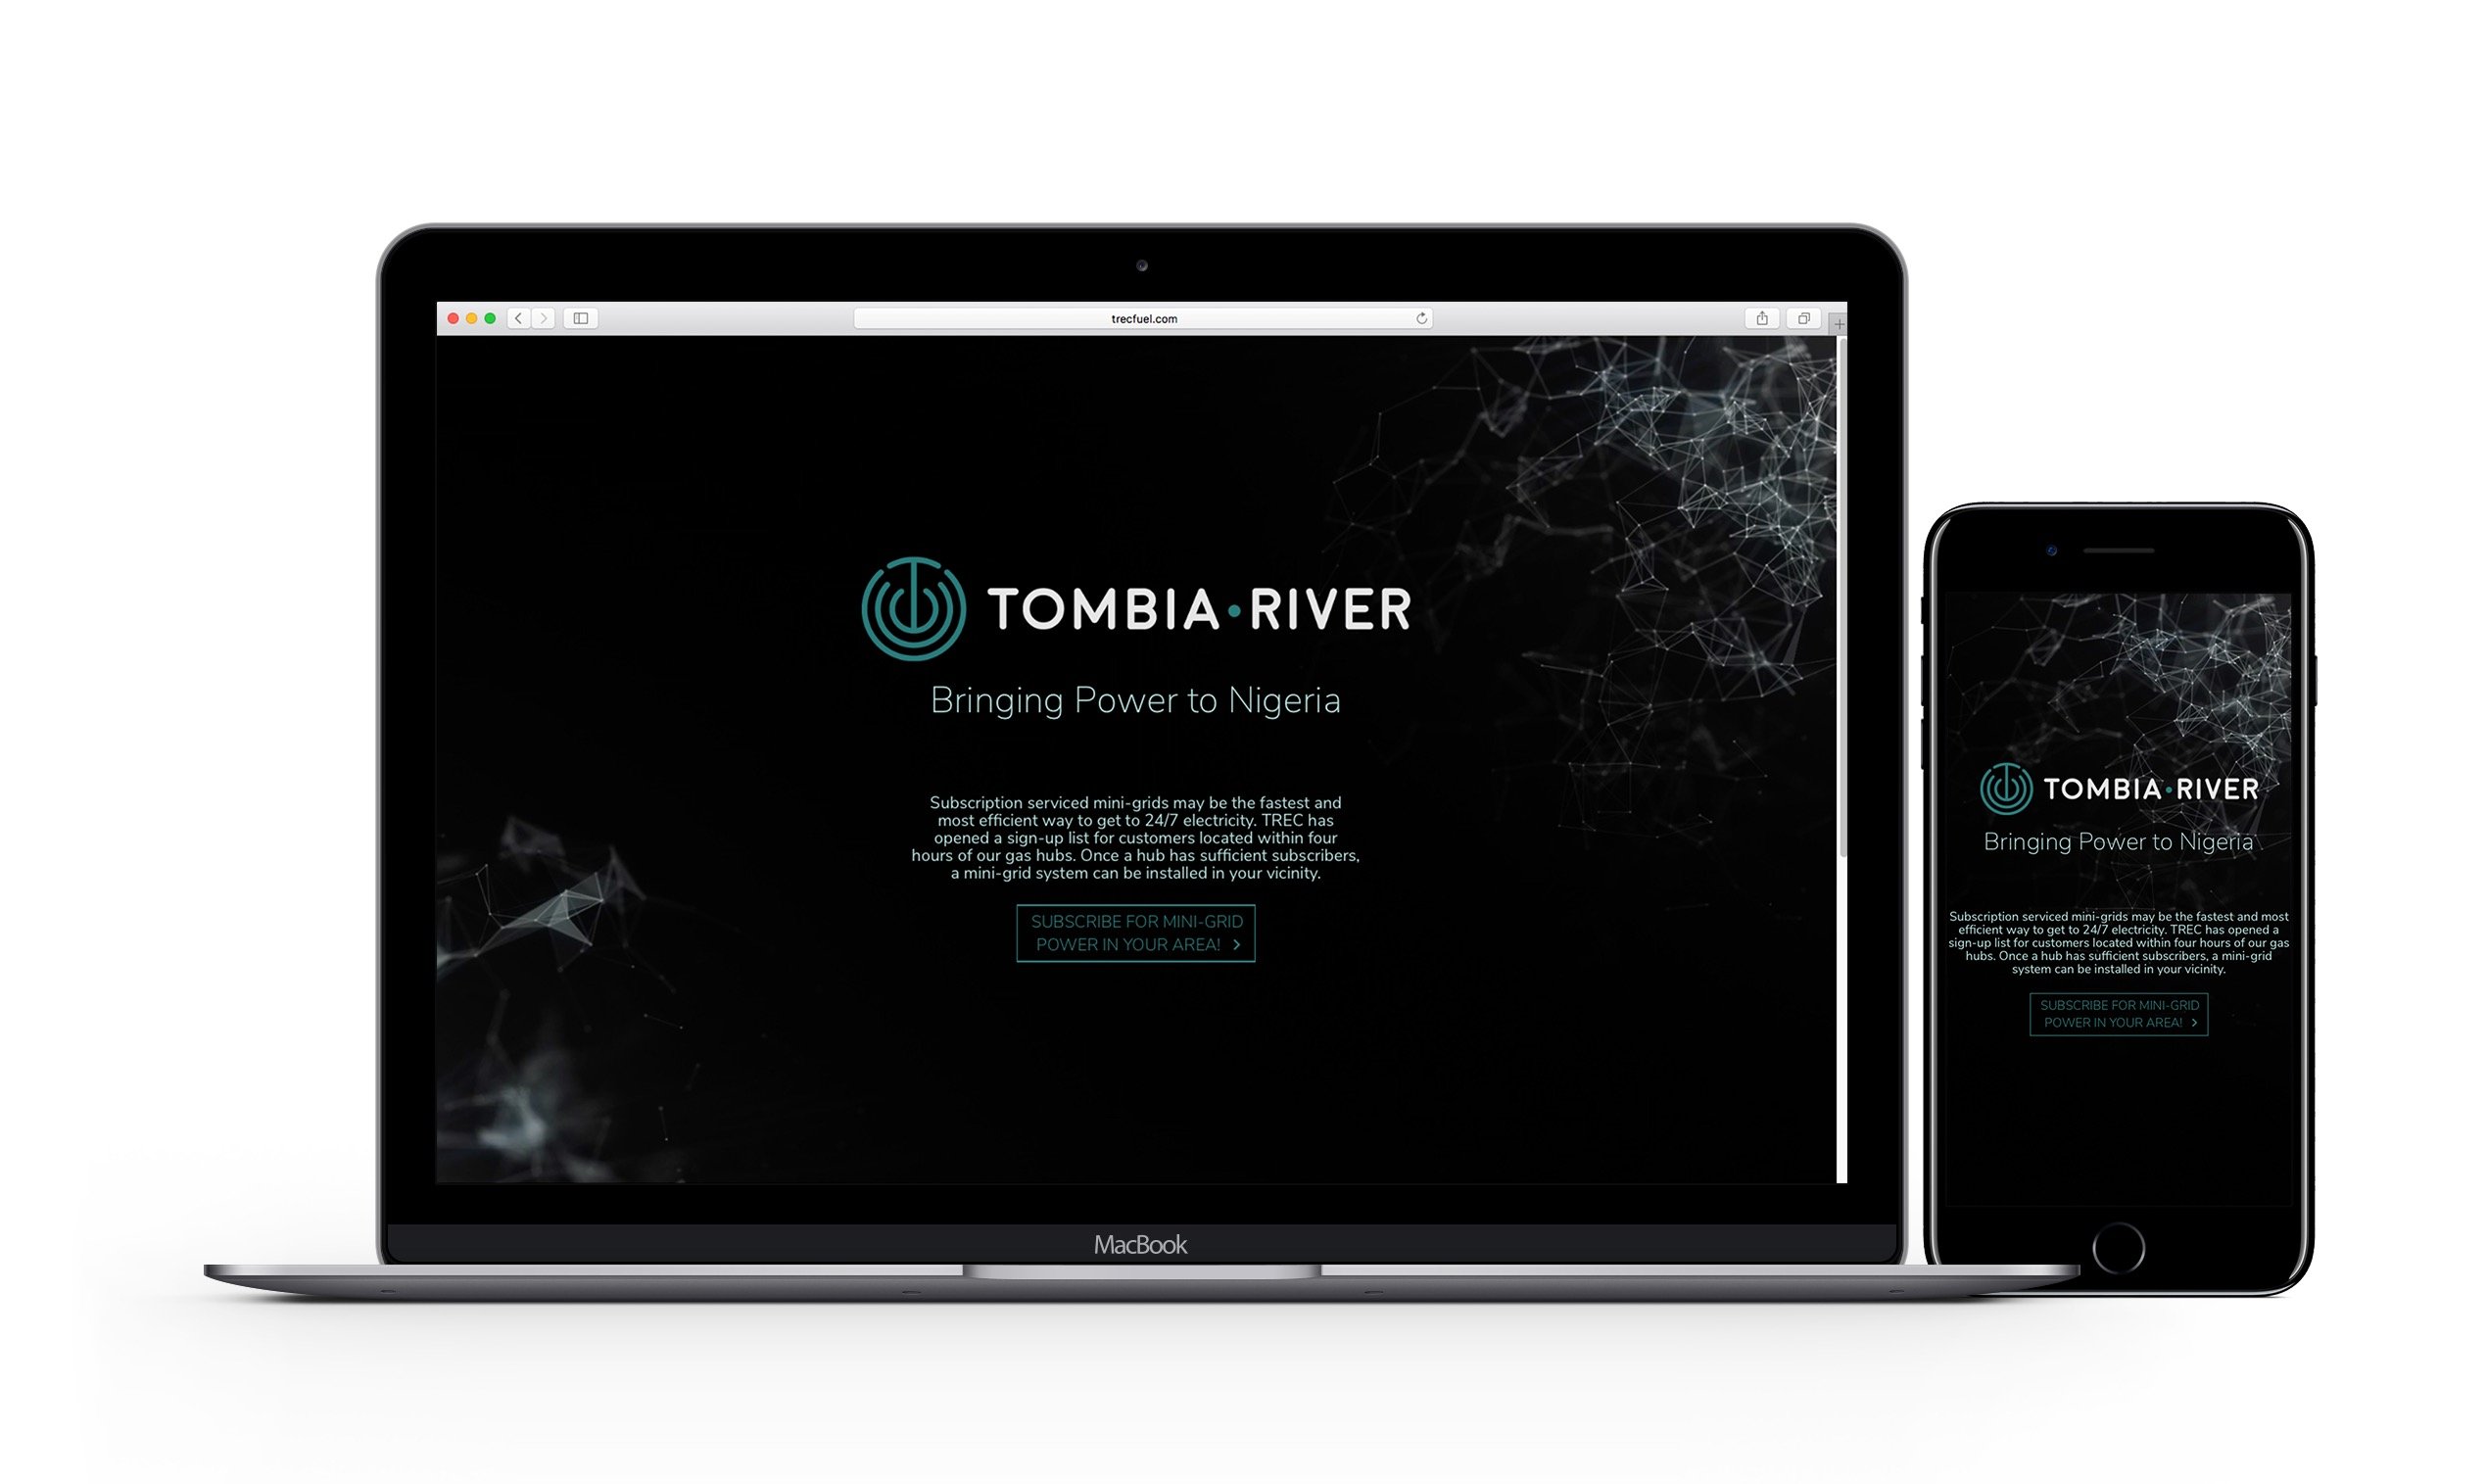 trecfuel.com
TOMBIA•RIVER
Bringing Power to Nigeria
Subscription serviced mini-grids may be the fastest and
most efficient way to get to 24/7 electricity. TREC has
opened a sign-up list for customers located within four
hours of our gas hubs. Once a hub has sufficient subscribers,
a mini-grid system can be installed in your vicinity.
SUBSCRIBE FOR MINI-GRID
POWER IN YOUR AREA! >
MacBook
TOMBIA•RIVER
Bringing Power to Nigeria
Subscription serviced mini-grids may be the fastest and most
efficient way to get to 24/7 electricity. TREC has opened a
sign-up list for customers located within four hours of our gas
hubs. Once a hub has sufficient subscribers, a mini-grid
system can be installed in your vicinity.
SUBSCRIBE FOR MINI-GRID
POWER IN YOUR AREA! >